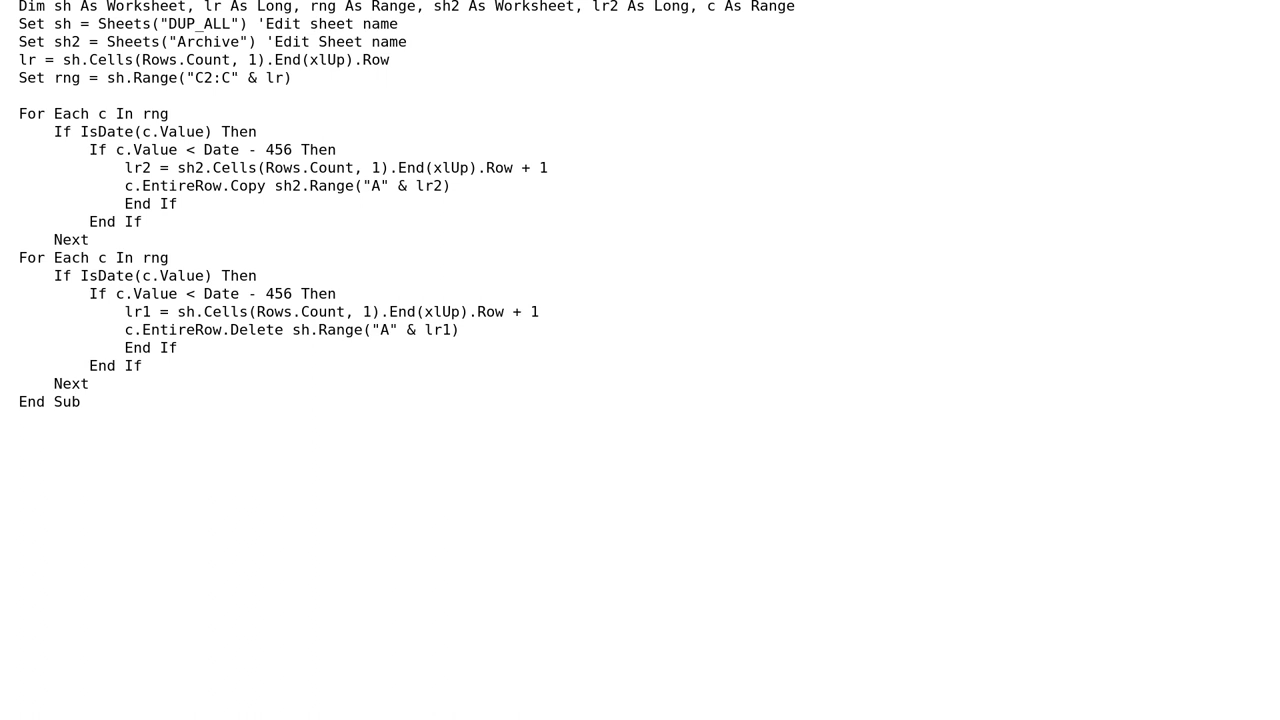 Dim sh As Worksheet, lr As Long, rng As Range, sh2 As Worksheet, lr2 As Long, c As Range
Set sh = Sheets("DUP_ALL") 'Edit sheet name
Set sh2 = Sheets("Archive") 'Edit Sheet name
lr = sh.Cells(Rows.Count, 1).End(xlUp).Row
Set rng = sh.Range("C2:C" & lr)

For Each c In rng
    If IsDate(c.Value) Then
        If c.Value < Date - 456 Then
            lr2 = sh2.Cells(Rows.Count, 1).End(xlUp).Row + 1
            c.EntireRow.Copy sh2.Range("A" & lr2)
            End If
        End If
    Next
For Each c In rng
    If IsDate(c.Value) Then
        If c.Value < Date - 456 Then
            lr1 = sh.Cells(Rows.Count, 1).End(xlUp).Row + 1
            c.EntireRow.Delete sh.Range("A" & lr1)
            End If
        End If
    Next
End Sub